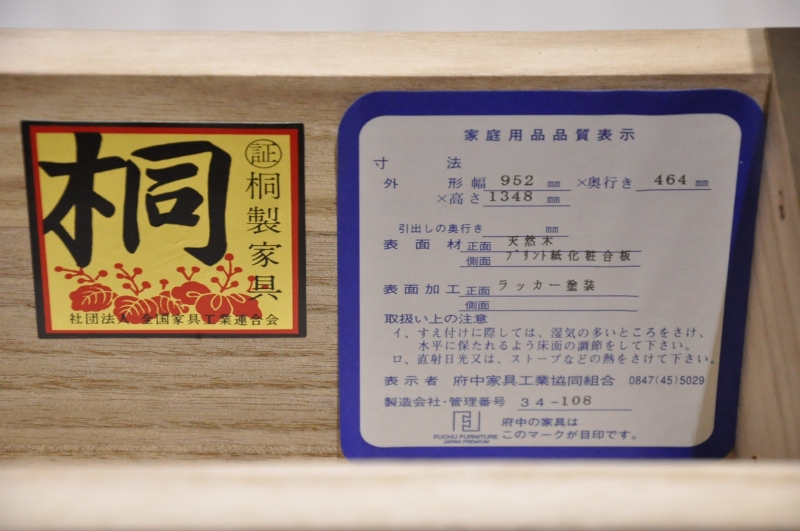 桐
証
桐製家具
社団法人 全国家具工業連合会
家庭用品品質表示
寸法
外形 幅 952 mm ×奥行き 464 mm
×高さ 1348 mm
引出しの奥行き mm
表面材 正面 天然木
側面 プリント紙化粧合板
表面加工 正面 ラッカー塗装
側面
取扱い上の注意
イ、すえ付けに際しては、湿気の多いところをさけ、
水平に保たれるよう床面の調節をして下さい。
ロ、直射日光又は、ストーブなどの熱をさけて下さい。
表示者 府中家具工業協同組合 0847(45)5029
製造会社・管理番号 34-108
FUCHU FURNITURE
JAPAN PREMIUM
府中の家具は
このマークが目印です。